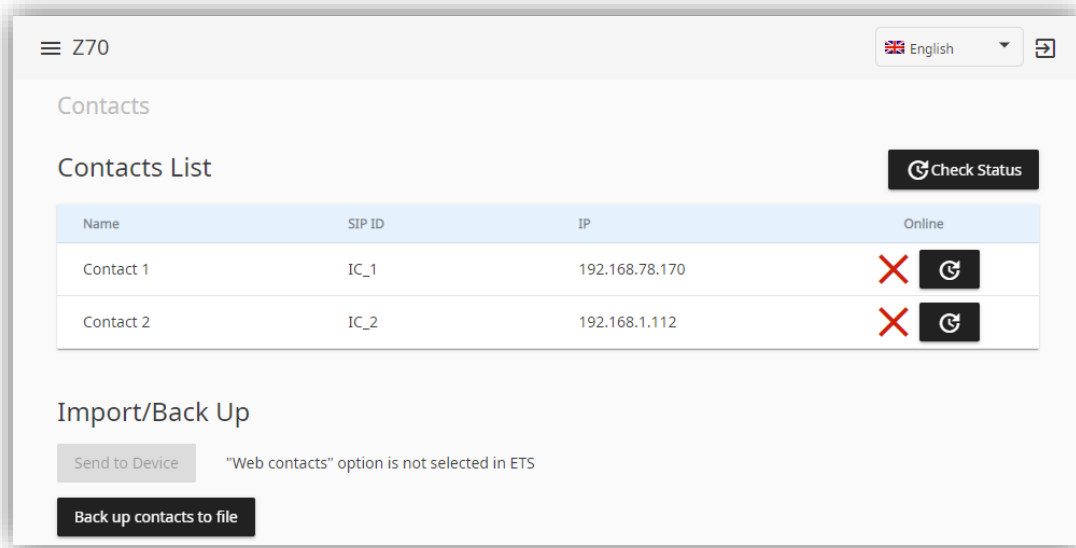 Z70
English
Contacts
Contacts List
Check Status
Name SIP ID IP Online
Contact 1 IC_1 192.168.78.170
Contact 2 IC_2 192.168.1.112
Import/Back Up
Send to Device "Web contacts" option is not selected in ETS
Back up contacts to file